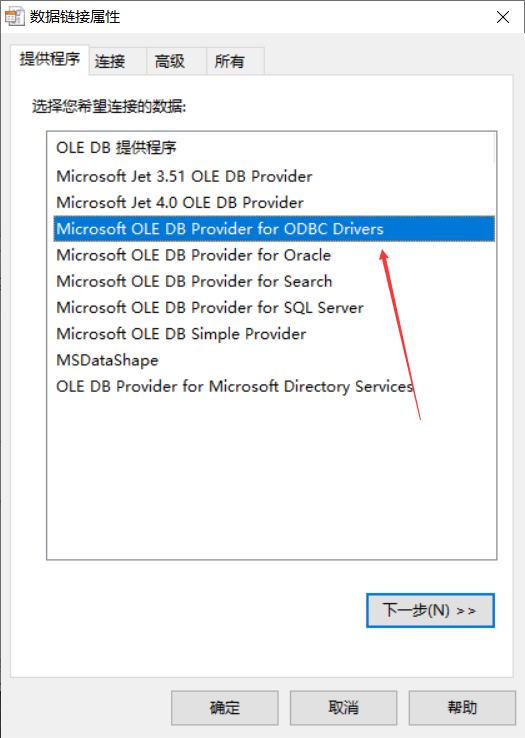 数据链接属性
提供程序 连接 高级 所有
选择您希望连接的数据:
OLE DB 提供程序
Microsoft Jet 3.51 OLE DB Provider
Microsoft Jet 4.0 OLE DB Provider
Microsoft OLE DB Provider for ODBC Drivers
Microsoft OLE DB Provider for Oracle
Microsoft OLE DB Provider for Search
Microsoft OLE DB Provider for SQL Server
Microsoft OLE DB Simple Provider
MSDataShape
OLE DB Provider for Microsoft Directory Services
下一步(N) >>
确定 取消 帮助